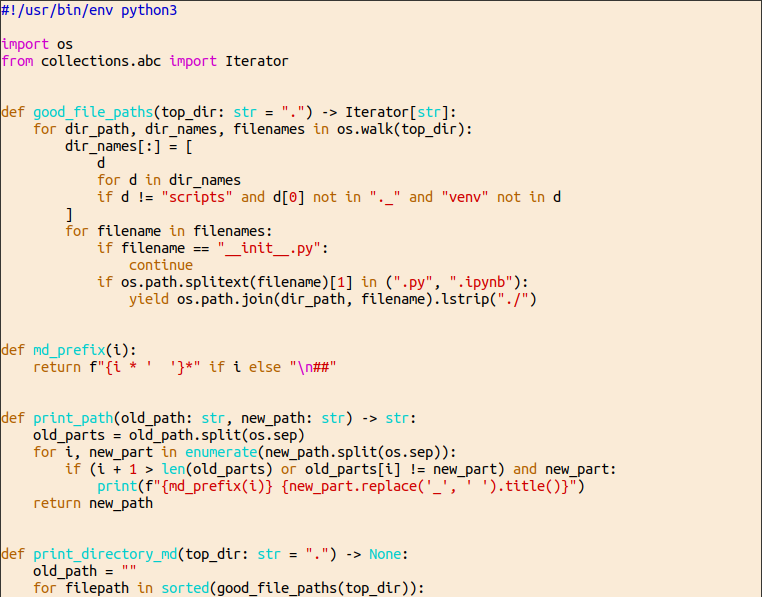 #!/usr/bin/env python3

import os
from collections.abc import Iterator


def good_file_paths(top_dir: str = ".") -> Iterator[str]:
    for dir_path, dir_names, filenames in os.walk(top_dir):
        dir_names[:] = [
            d
            for d in dir_names
            if d != "scripts" and d[0] not in "._" and "venv" not in d
        ]
        for filename in filenames:
            if filename == "__init__.py":
                continue
            if os.path.splitext(filename)[1] in (".py", ".ipynb"):
                yield os.path.join(dir_path, filename).lstrip("./")


def md_prefix(i):
    return f"{i * '  '}*" if i else "\n##"


def print_path(old_path: str, new_path: str) -> str:
    old_parts = old_path.split(os.sep)
    for i, new_part in enumerate(new_path.split(os.sep)):
        if (i + 1 > len(old_parts) or old_parts[i] != new_part) and new_part:
            print(f"{md_prefix(i)} {new_part.replace('_', ' ').title()}")
    return new_path


def print_directory_md(top_dir: str = ".") -> None:
    old_path = ""
    for filepath in sorted(good_file_paths(top_dir)):